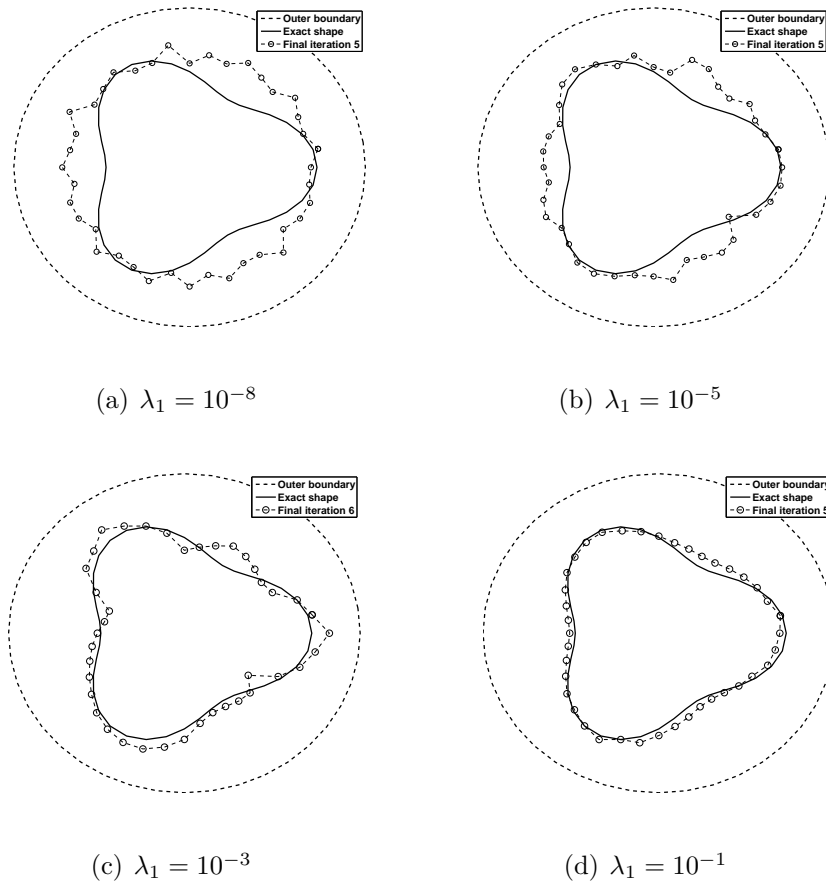 Outer boundary
Exact shape
Final iteration 5
Outer boundary
Exact shape
Final iteration 5
(a) λ₁ = 10⁻⁸
(b) λ₁ = 10⁻⁵
Outer boundary
Exact shape
Final iteration 6
Outer boundary
Exact shape
Final iteration 5
(c) λ₁ = 10⁻³
(d) λ₁ = 10⁻¹